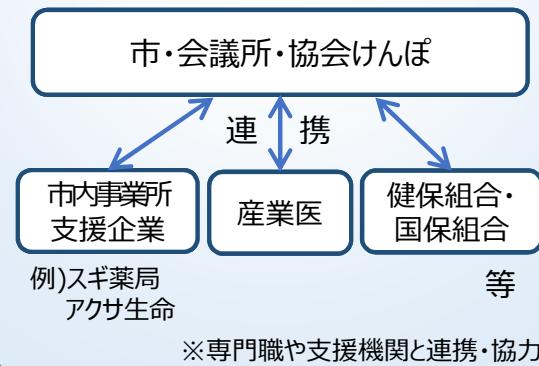 市・会議所・協会けんぽ
連 携
市内事業所
支援企業
産業医
健保組合・
国保組合
例)スギ薬局
アクサ生命
等
※専門職や支援機関と連携・協力